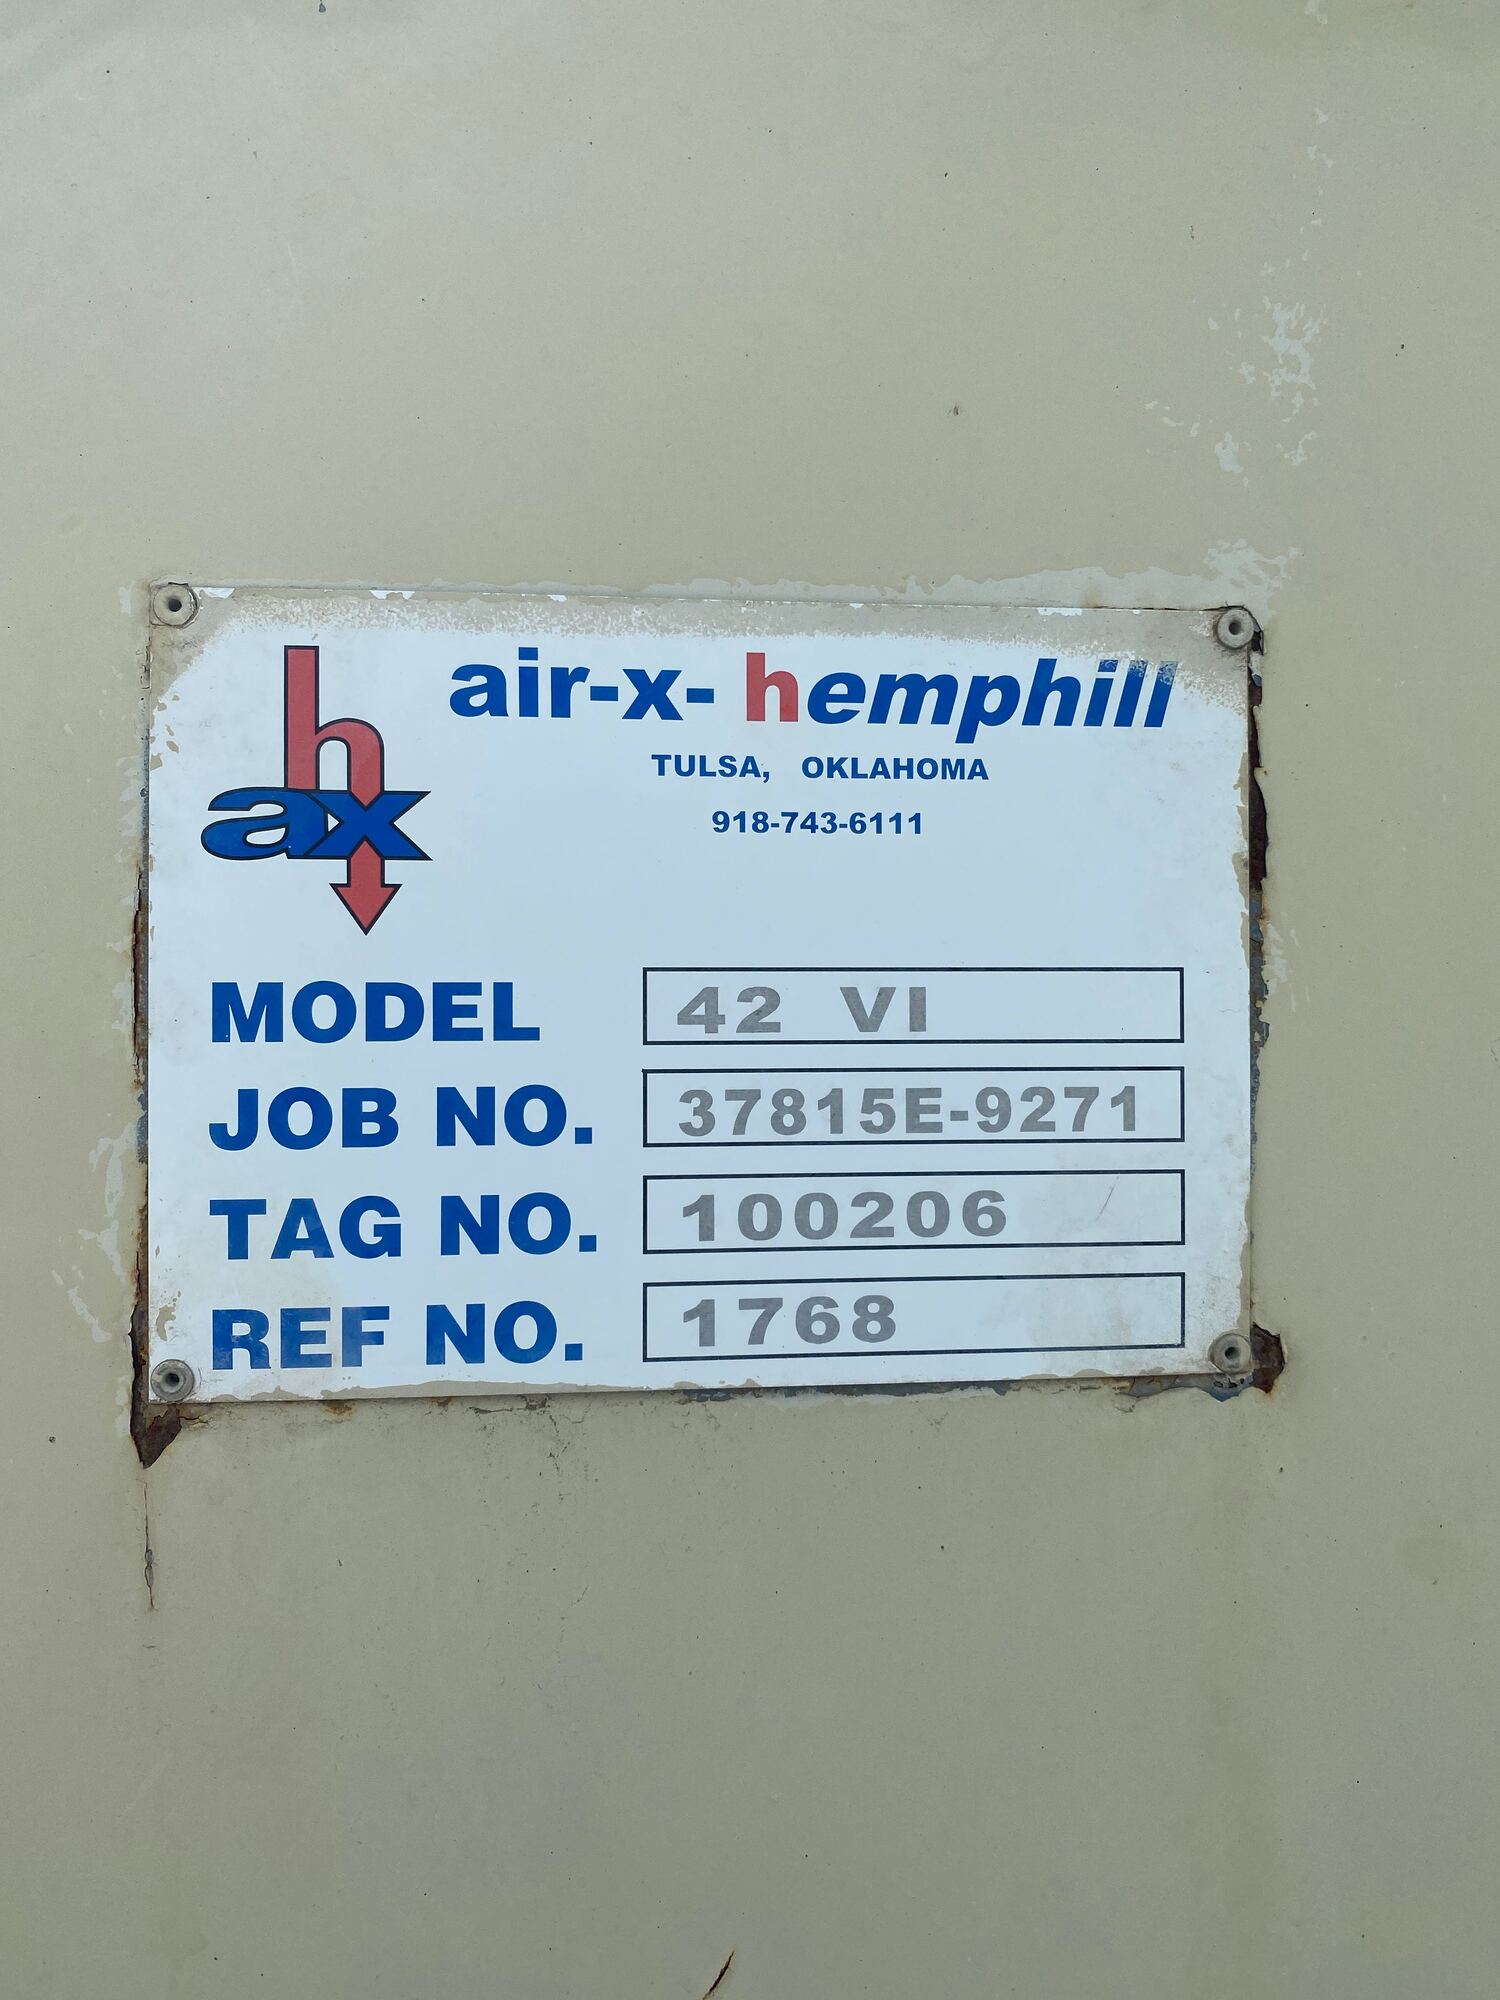 h
ax
air-x-hemphill
TULSA, OKLAHOMA
918-743-6111
MODEL 42 VI
JOB NO. 37815E-9271
TAG NO. 100206
REF NO. 1768